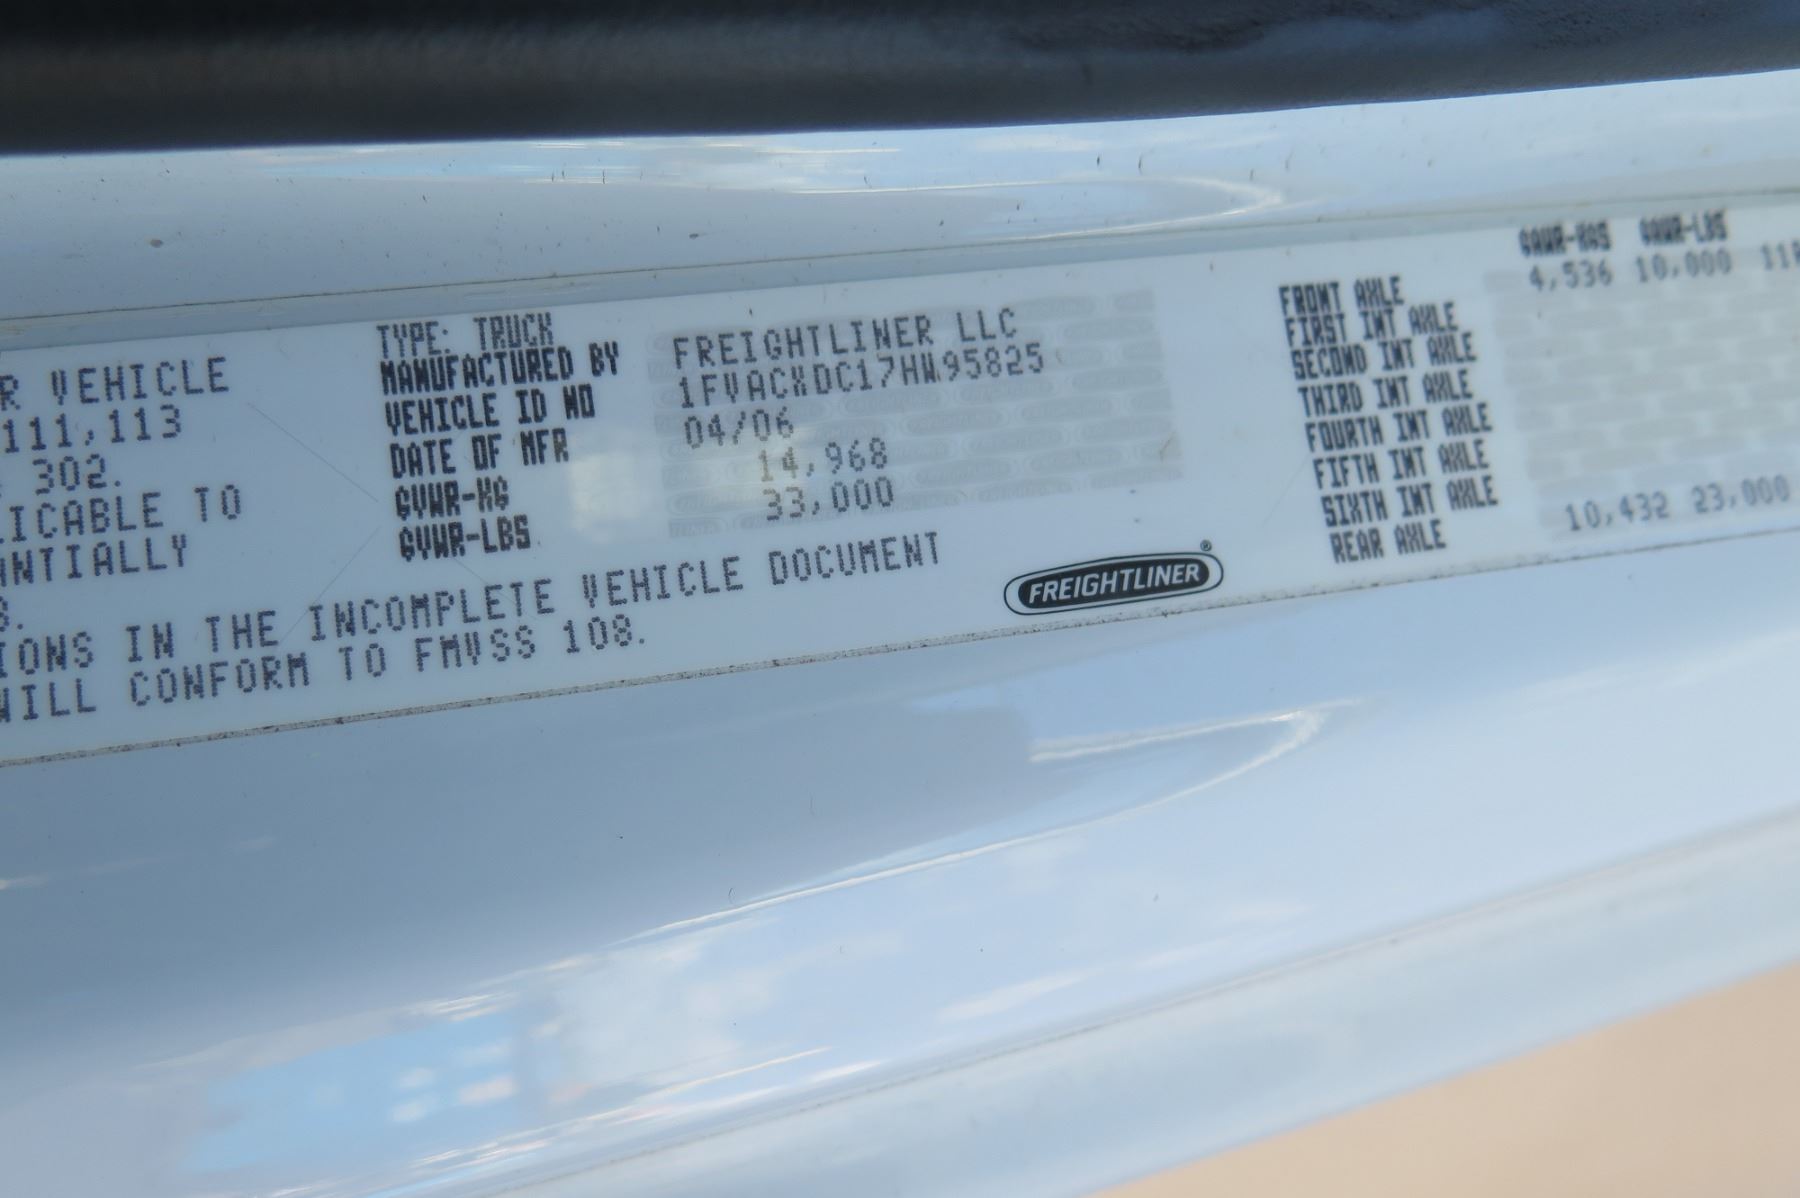 R VEHICLE
111,113
302.
LICABLE TO
ANTIALLY
IONS IN THE INCOMPLETE VEHICLE DOCUMENT
WILL CONFORM TO FMVSS 108.
TYPE: TRUCK
MANUFACTURED BY FREIGHTLINER LLC
VEHICLE ID NO 1FVACXDC17HW95825
DATE OF MFR 04/06
GVWR-KG 14,968
GVWR-LBS 33,000
FREIGHTLINER®
GAWR-KGS GAWR-LBS
FRONT AXLE 4,536 10,000 11R
FIRST INT AXLE
SECOND INT AXLE
THIRD INT AXLE
FOURTH INT AXLE
FIFTH INT AXLE
SIXTH INT AXLE
REAR AXLE 10,432 23,000